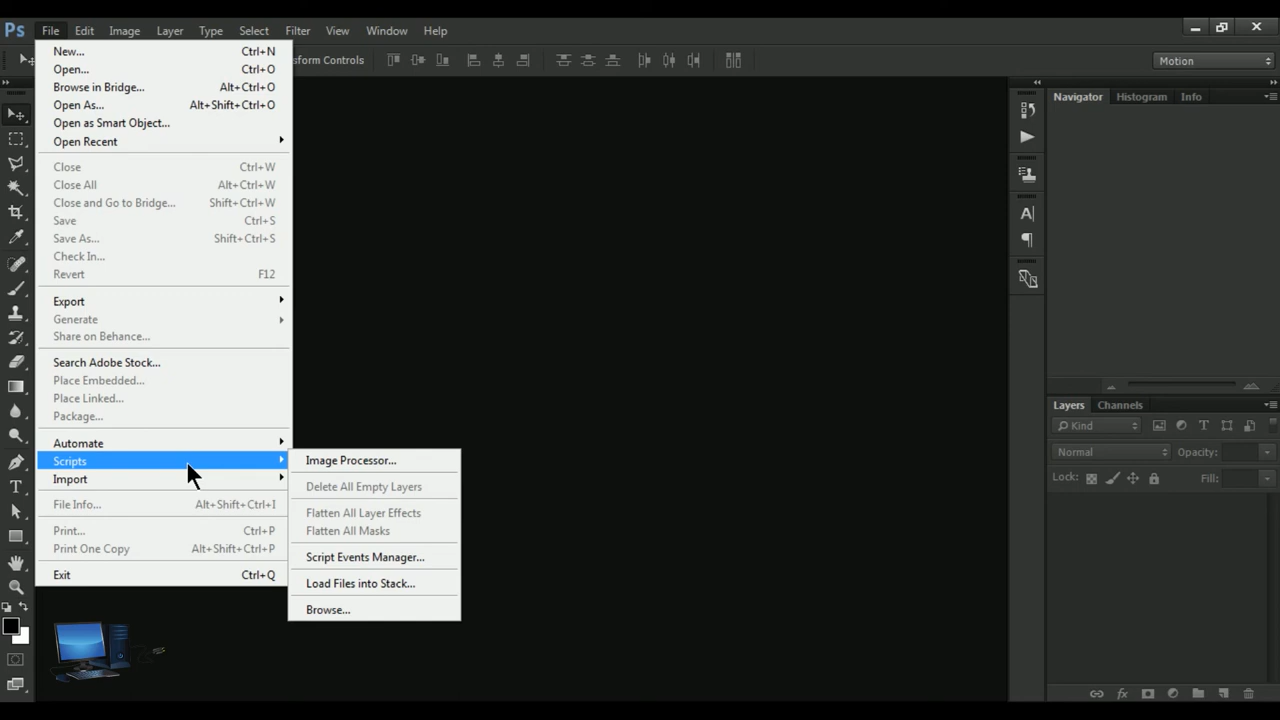 Ps File Edit Image Layer Type Select Filter View Window Help
New... Ctrl+N
Open... Ctrl+O
Browse in Bridge... Alt+Ctrl+O
Open As... Alt+Shift+Ctrl+O
Open as Smart Object...
Open Recent
Close Ctrl+W
Close All Alt+Ctrl+W
Close and Go to Bridge... Shift+Ctrl+W
Save Ctrl+S
Save As... Shift+Ctrl+S
Check In...
Revert F12
Export
Generate
Share on Behance...
Search Adobe Stock...
Place Embedded...
Place Linked...
Package...
Automate
Scripts
Import
File Info... Alt+Shift+Ctrl+I
Print... Ctrl+P
Print One Copy Alt+Shift+Ctrl+P
Exit Ctrl+Q
Image Processor...
Delete All Empty Layers
Flatten All Layer Effects
Flatten All Masks
Script Events Manager...
Load Files into Stack...
Browse...
Controls
Motion
Navigator Histogram Info
Layers Channels
Kind
Normal Opacity:
Lock: Fill:
fx